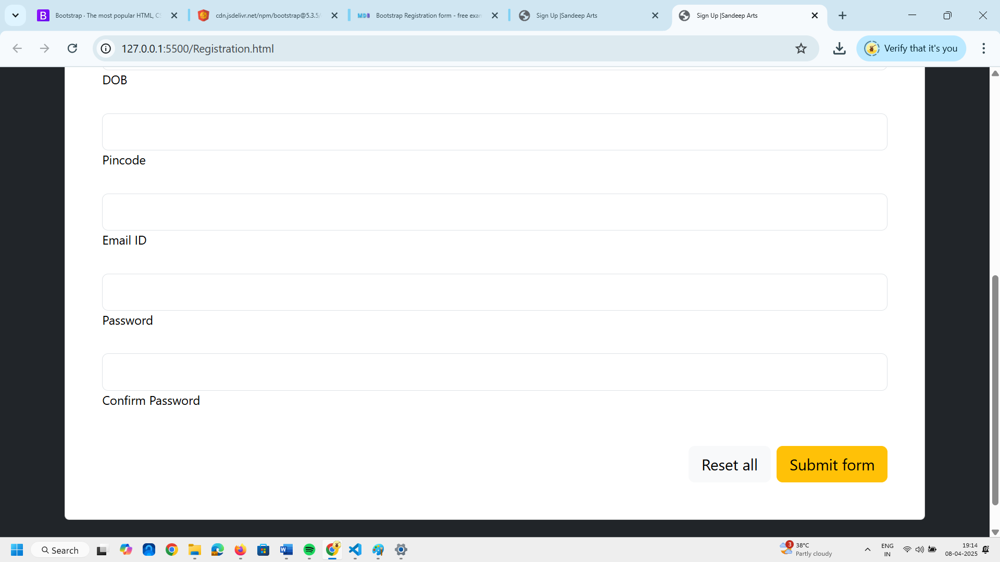 Bootstrap · The most popular HTML, CS
cdn.jsdelivr.net/npm/bootstrap@5.3.5/
MDB
Bootstrap Registration form - free exam
Sign Up |Sandeep Arts
Sign Up |Sandeep Arts
127.0.0.1:5500/Registration.html
Verify that it's you
DOB
Pincode
Email ID
Password
Confirm Password
Reset all
Submit form
Search
3
38°C
Partly cloudy
ENG
IN
19:14
08-04-2025